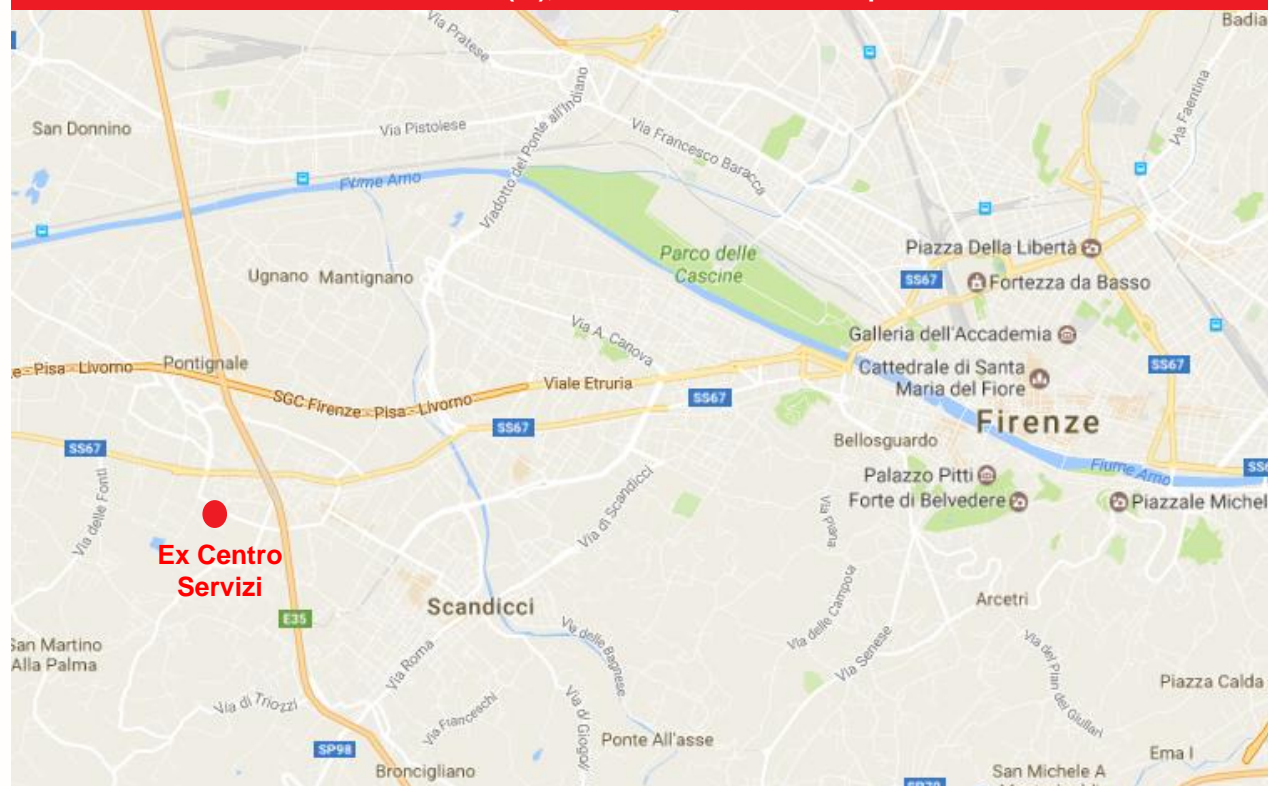 Badia
Via Pratese
San Donnino
Via Pistoiese
Viadotto del Ponte all'Indiano
Via Francesco Baracca
Via Faentina
Fiume Arno
Ugnano
Mantignano
Parco delle
Cascine
Piazza Della Libertà
SS67
Fortezza da Basso
Via A. Canova
Galleria dell'Accademia
Cattedrale di Santa
Maria del Fiore
SS67
e - Pisa - Livorno
Pontignale
SGC Firenze - Pisa - Livorno
Viale Etruria
SS67
Firenze
SS67
SS67
Bellosguardo
Fiume Arno
Palazzo Pitti
Forte di Belvedere
Piazzale Michel
Via delle Fonti
Via di Scandicci
Via Pisana
Ex Centro
Servizi
E35
Scandicci
Via delle Campora
Arcetri
San Martino
Alla Palma
Via Roma
Via delle Bagnese
Via Senese
Via del Pian dei Giullari
Piazza Calda
Via di Triozzi
Via Franceschi
Via di Giogoli
SP98
Ponte All'asse
Broncigliano
Ema I
San Michele A